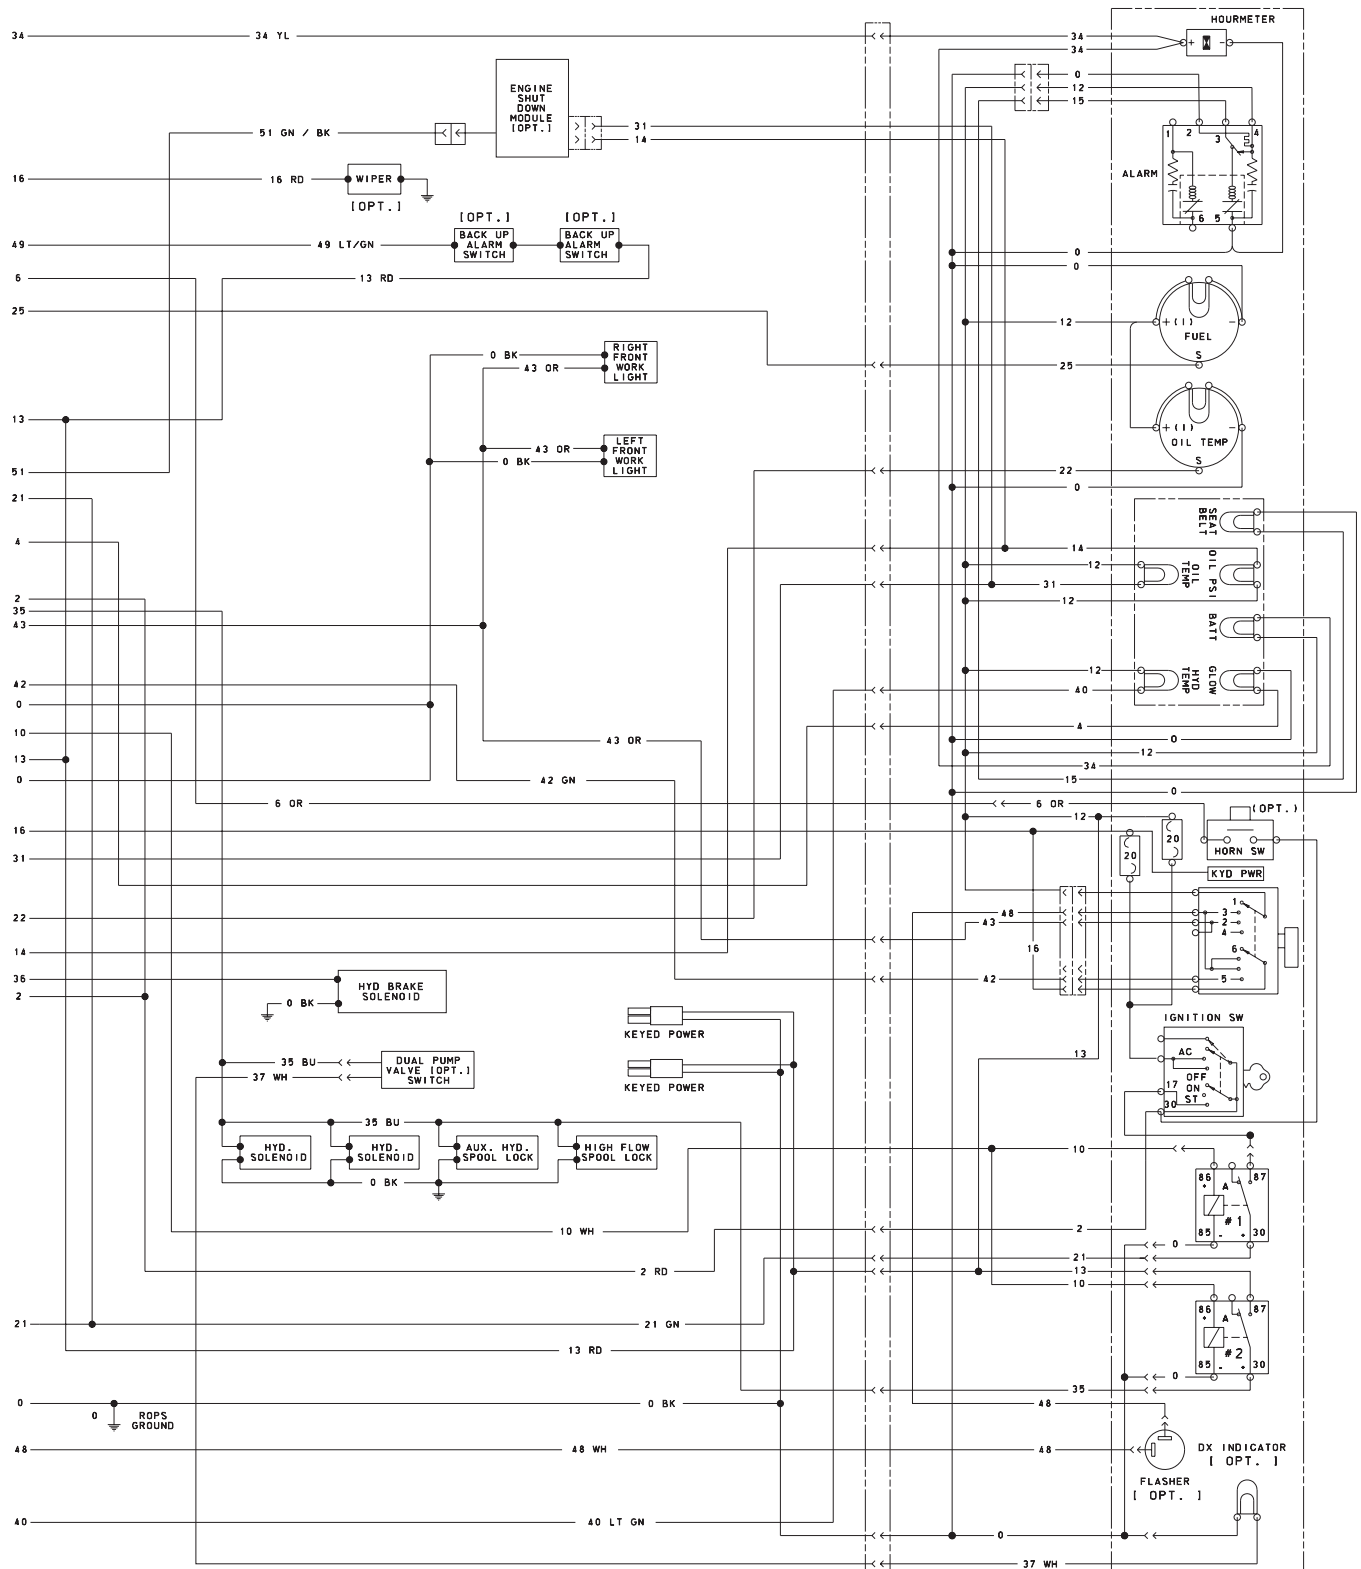 HOURMETER
34
34 YL
34
34
0
12
15
ENGINE
SHUT
DOWN
MODULE
[OPT.]
51 GN / BK
31
14
1
2
3
4
ALARM
16
16 RD
WIPER
[OPT.]
6
5
[OPT.]
[OPT.]
49
49 LT/GN
BACK UP
ALARM
SWITCH
BACK UP
ALARM
SWITCH
0
0
6
13 RD
25
12
+(I)
-
FUEL
S
RIGHT
FRONT
WORK
LIGHT
0 BK
43 OR
25
13
+(I)
-
OIL TEMP
S
LEFT
FRONT
WORK
LIGHT
43 OR
0 BK
51
22
21
0
SEAT
BELT
4
14
OIL PSI
12
OIL
TEMP
31
2
35
12
43
BATT
12
HYD
TEMP
GLOW
42
40
0
4
10
43 OR
0
13
12
34
0
42 GN
15
0
6 OR
6 OR
(OPT.)
12
16
20
20
HORN SW
31
KYD PWR
48
1
3
22
43
2
4
14
16
6
36
HYD BRAKE
SOLENOID
42
5
2
0 BK
KEYED POWER
IGNITION SW
13
AC
35 BU
DUAL PUMP
VALVE [OPT.]
SWITCH
37 WH
KEYED POWER
OFF
17
ON
ST
30
35 BU
HYD.
SOLENOID
HYD.
SOLENOID
AUX. HYD.
SPOOL LOCK
HIGH FLOW
SPOOL LOCK
10
0 BK
86
87
A
#1
10 WH
2
85
-
+
30
0
21
2 RD
13
10
86
87
A
21
21 GN
#2
13 RD
85
-
+
30
0
35
0
0 BK
48
0
ROPS
GROUND
48
48 WH
48
DX INDICATOR
[ OPT. ]
FLASHER
[ OPT. ]
40
40 LT GN
0
37 WH